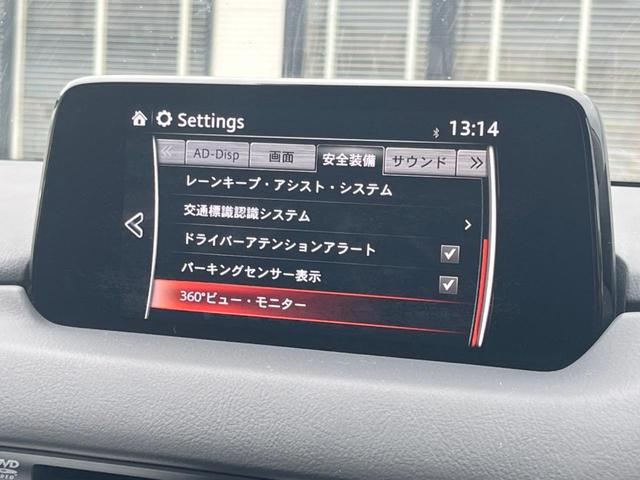 Settings
13:14
AD-Disp 画面 安全装備 サウンド
レーンキープ・アシスト・システム
交通標識認識システム
ドライバーアテンションアラート
パーキングセンサー表示
360°ビュー・モニター
DVD